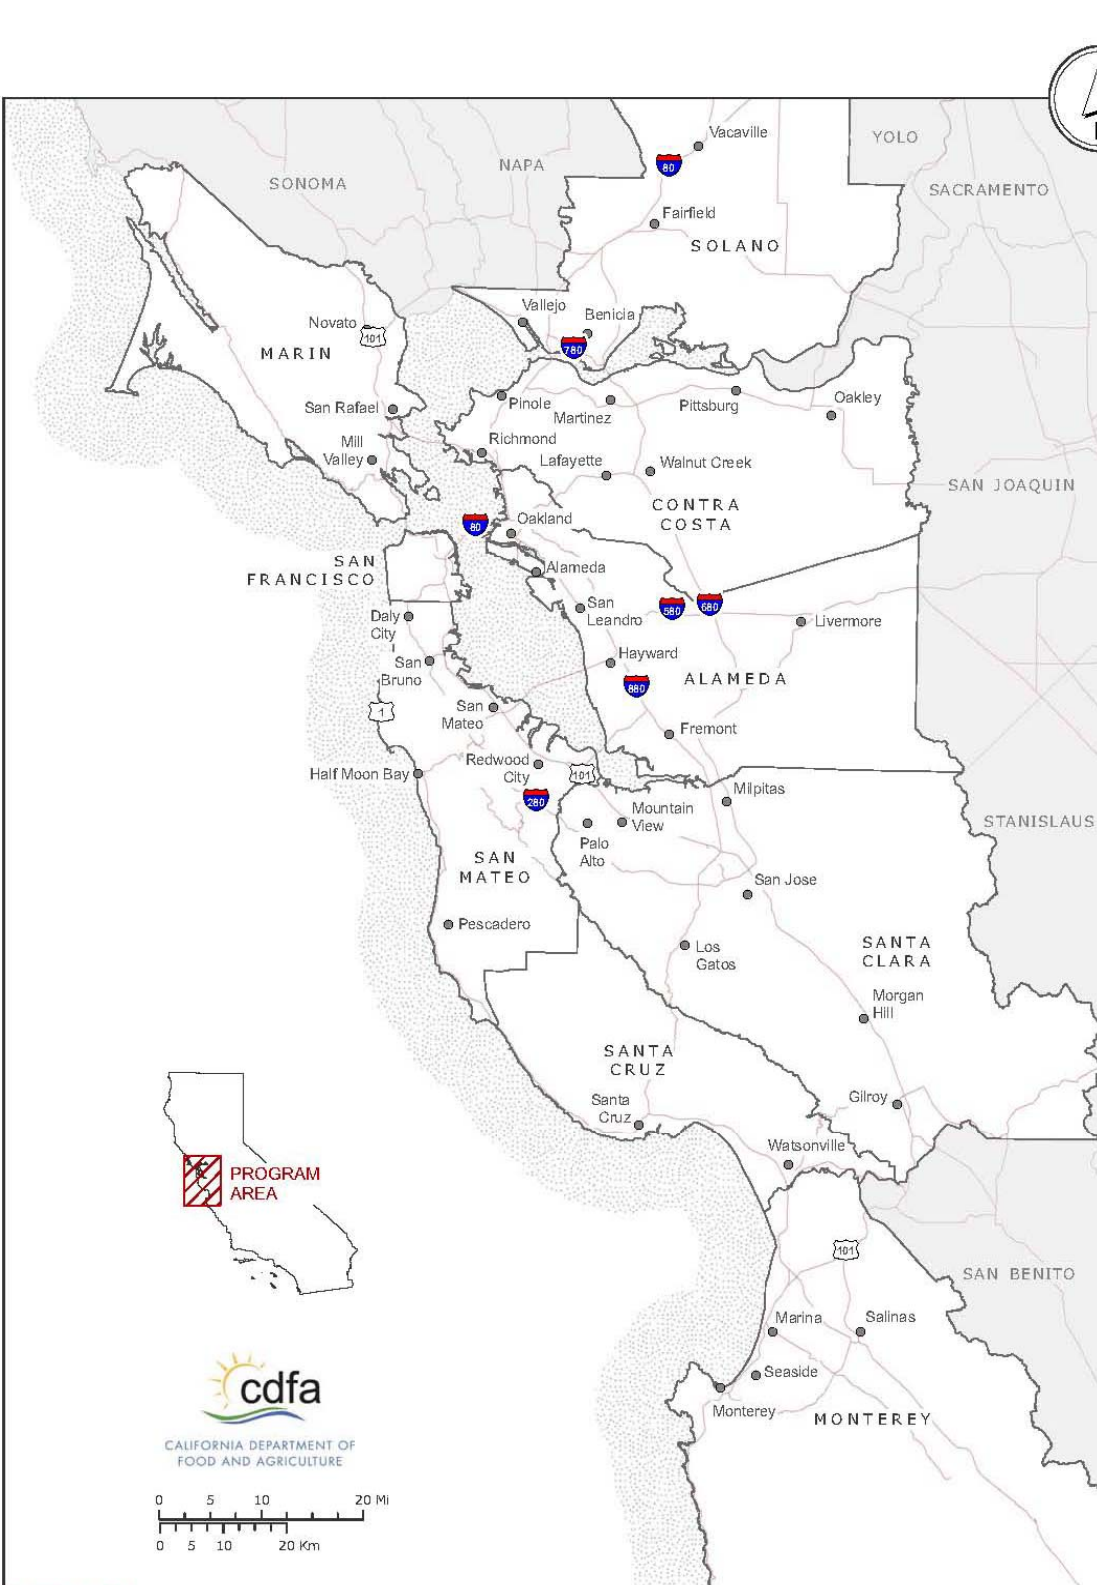 Vacaville
80
YOLO
NAPA
SONOMA
SACRAMENTO
Fairfield
SOLANO
Vallejo
Benicia
Novato
101
780
MARIN
Pinole
Martinez
Pittsburg
Oakley
San Rafael
Mill
Valley
Richmond
Lafayette
Walnut Creek
SAN JOAQUIN
CONTRA
COSTA
80
Oakland
SAN
FRANCISCO
Alameda
580
680
San
Leandro
Livermore
Daly
City
San
Bruno
Hayward
880
ALAMEDA
1
San
Mateo
Fremont
Redwood
City
101
Half Moon Bay
280
Milpitas
Mountain
View
Palo
Alto
STANISLAUS
SAN
MATEO
San Jose
Pescadero
Los
Gatos
SANTA
CLARA
Morgan
Hill
SANTA
CRUZ
Santa
Cruz
Gilroy
Watsonville
PROGRAM
AREA
101
SAN BENITO
Marina
Salinas
Seaside
Monterey
MONTEREY
cdfa
CALIFORNIA DEPARTMENT OF
FOOD AND AGRICULTURE
0 5 10 20 Mi
0 5 10 20 Km